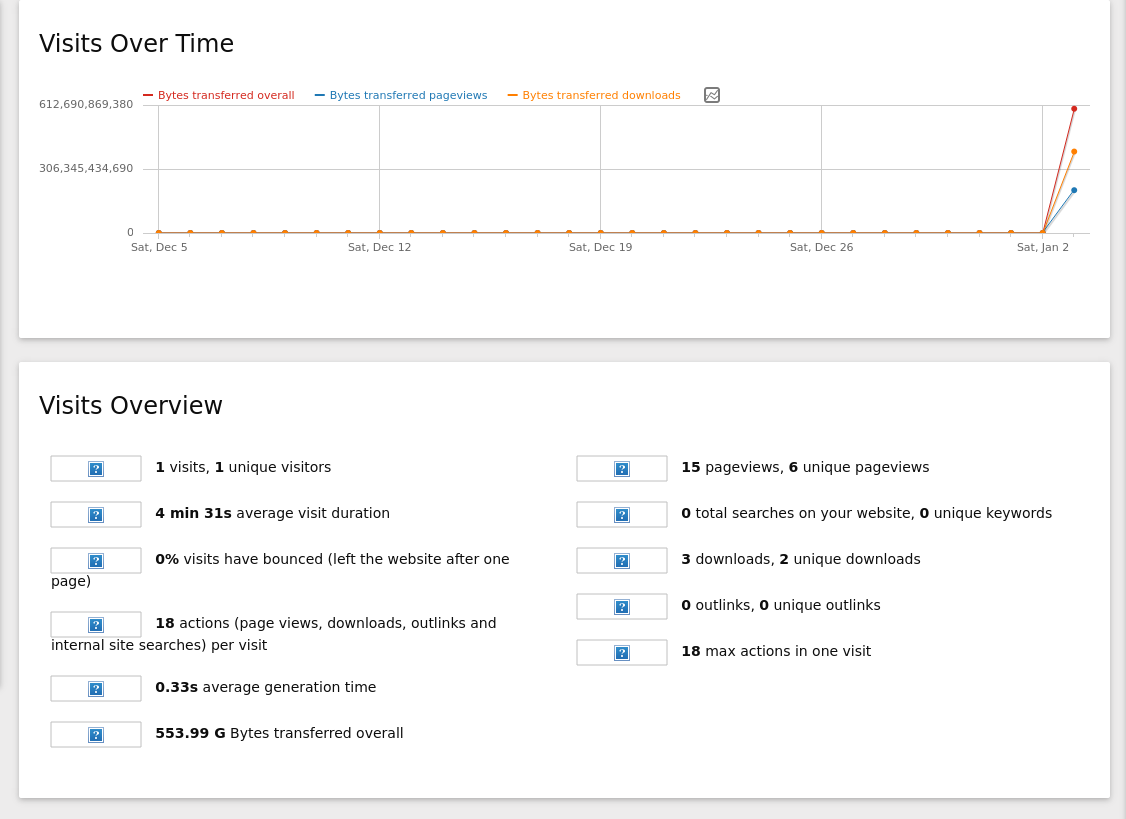 Visits Over Time
Bytes transferred overall Bytes transferred pageviews Bytes transferred downloads
612,690,869,380
306,345,434,690
0
Sat, Dec 5 Sat, Dec 12 Sat, Dec 19 Sat, Dec 26 Sat, Jan 2
Visits Overview
1 visits, 1 unique visitors
4 min 31s average visit duration
0% visits have bounced (left the website after one
page)
18 actions (page views, downloads, outlinks and
internal site searches) per visit
0.33s average generation time
553.99 G Bytes transferred overall
15 pageviews, 6 unique pageviews
0 total searches on your website, 0 unique keywords
3 downloads, 2 unique downloads
0 outlinks, 0 unique outlinks
18 max actions in one visit